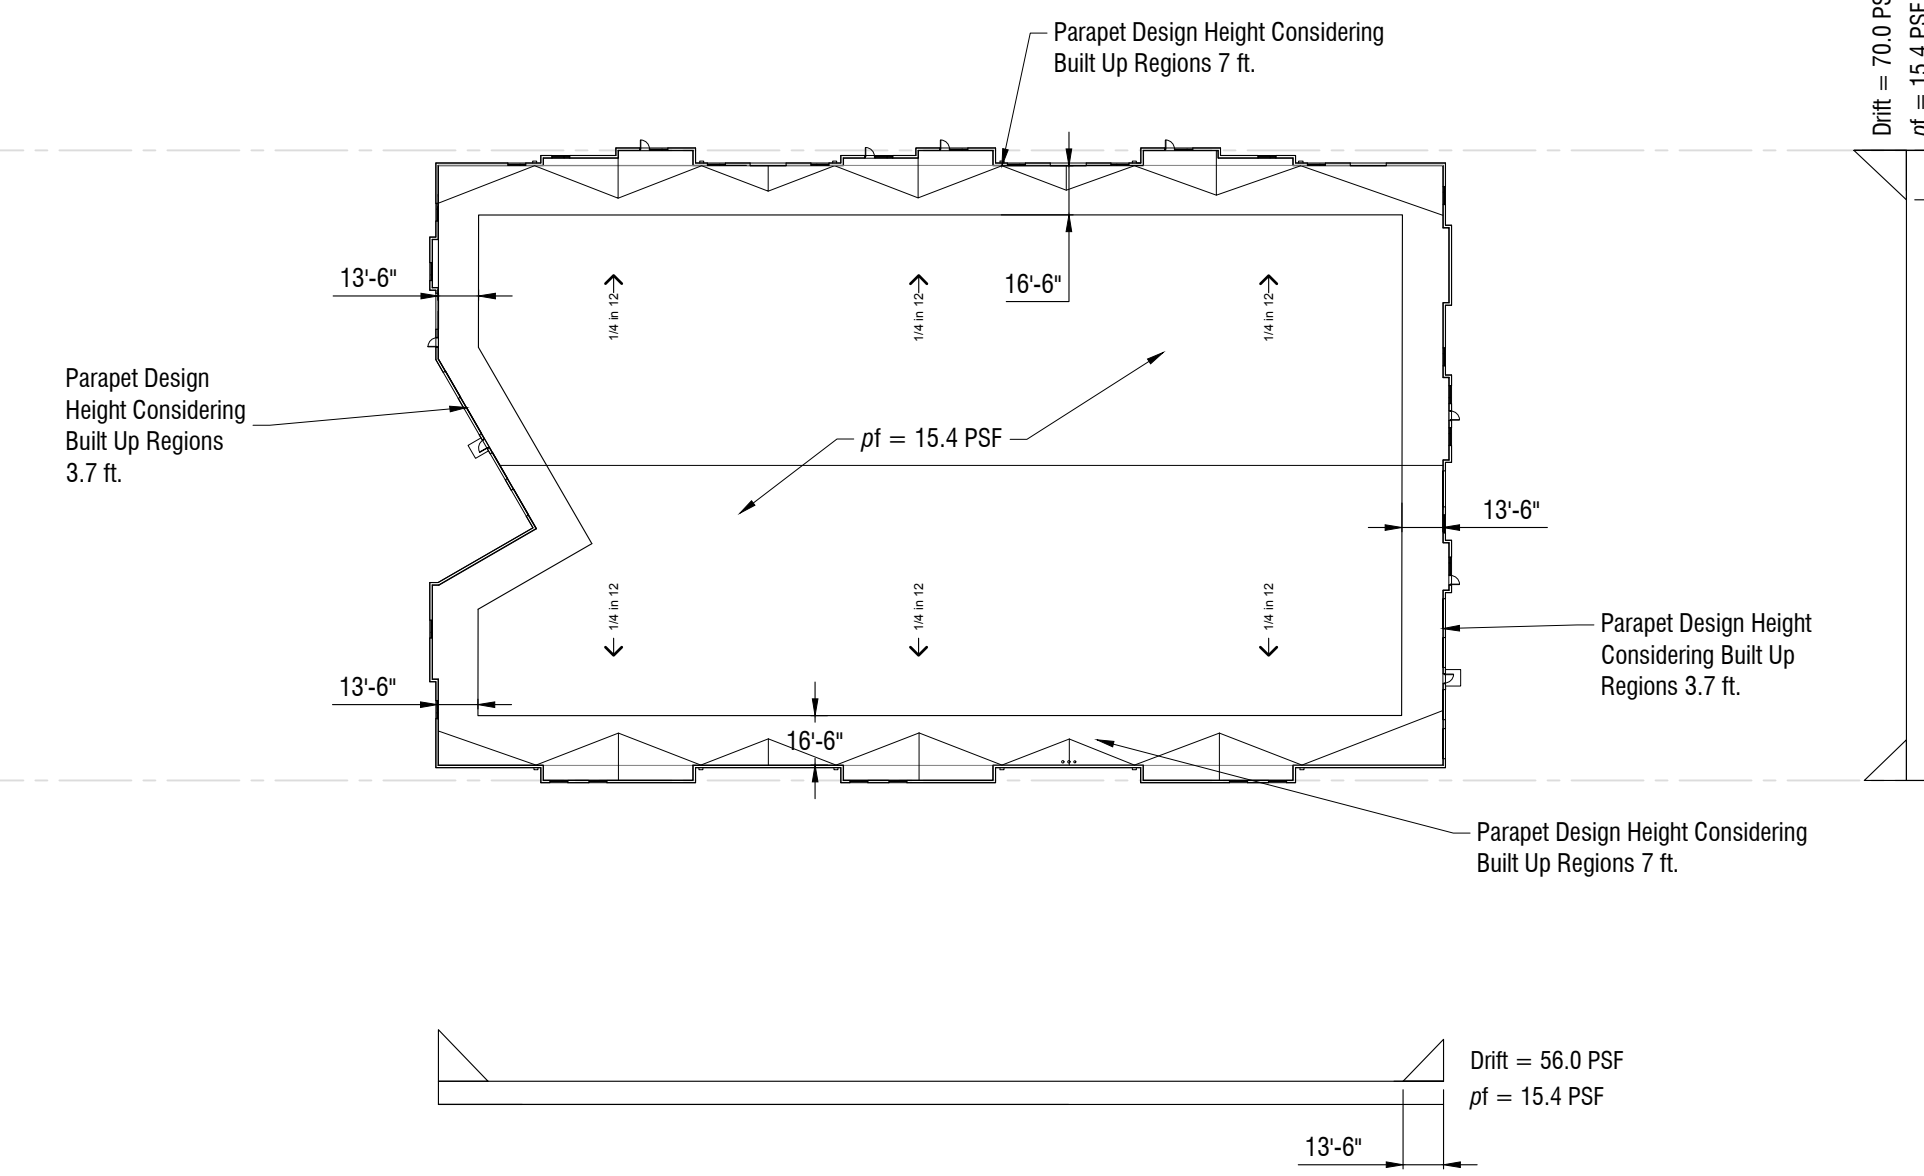 Parapet Design Height Considering
Built Up Regions 7 ft.
Drift = 70.0
pf = 15.4 PSF
13'-6"
16'-6"
1/4 in 12
1/4 in 12
1/4 in 12
Parapet Design
Height Considering
Built Up Regions
3.7 ft.
pf = 15.4 PSF
13'-6"
1/4 in 12
1/4 in 12
1/4 in 12
Parapet Design Height
Considering Built Up
Regions 3.7 ft.
13'-6"
16'-6"
Parapet Design Height Considering
Built Up Regions 7 ft.
Drift = 56.0 PSF
pf = 15.4 PSF
13'-6"